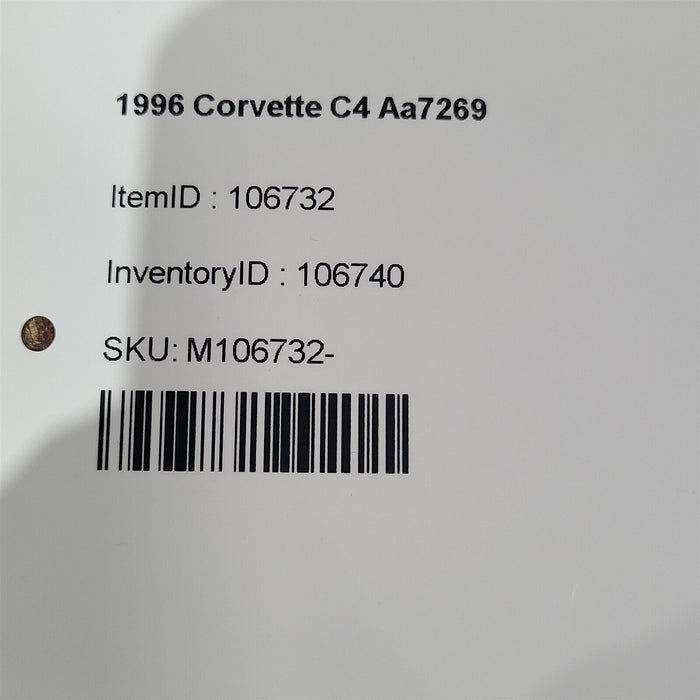 1996 Corvette C4 Aa7269
ItemID : 106732
InventoryID : 106740
SKU: M106732-